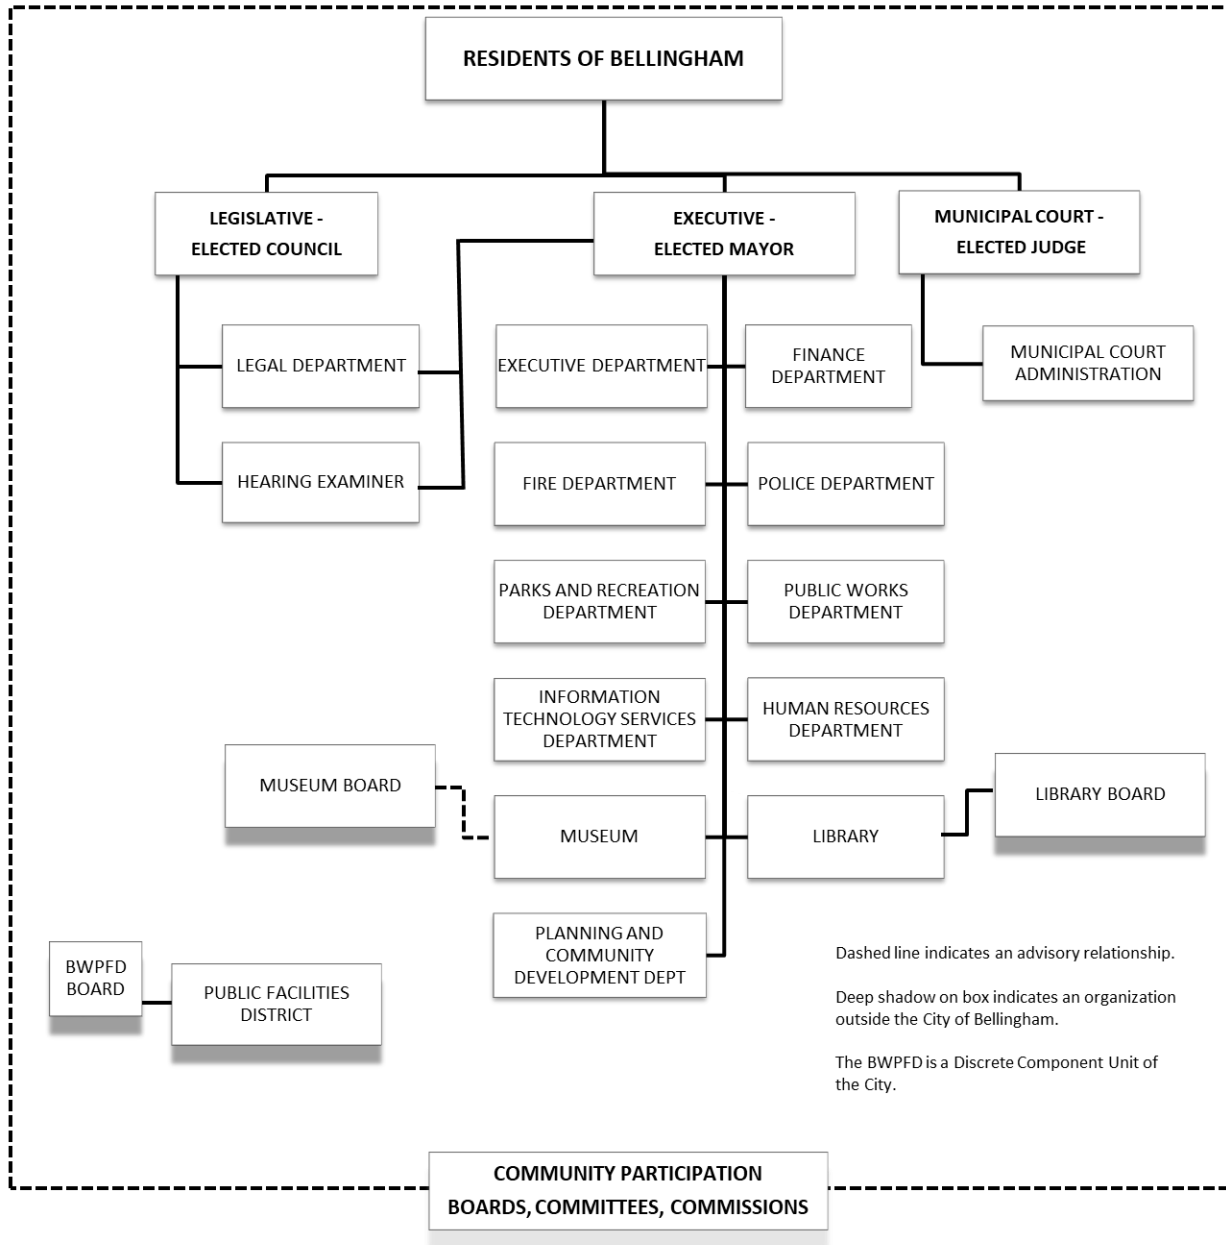 RESIDENTS OF BELLINGHAM
LEGISLATIVE -
ELECTED COUNCIL
EXECUTIVE -
ELECTED MAYOR
MUNICIPAL COURT -
ELECTED JUDGE
LEGAL DEPARTMENT
EXECUTIVE DEPARTMENT
FINANCE
DEPARTMENT
MUNICIPAL COURT
ADMINISTRATION
HEARING EXAMINER
FIRE DEPARTMENT
POLICE DEPARTMENT
PARKS AND RECREATION
DEPARTMENT
PUBLIC WORKS
DEPARTMENT
INFORMATION
TECHNOLOGY SERVICES
DEPARTMENT
HUMAN RESOURCES
DEPARTMENT
MUSEUM BOARD
MUSEUM
LIBRARY
LIBRARY BOARD
PLANNING AND
COMMUNITY
DEVELOPMENT DEPT
BWPFD
BOARD
PUBLIC FACILITIES
DISTRICT
Dashed line indicates an advisory relationship.
Deep shadow on box indicates an organization
outside the City of Bellingham.
The BWPFD is a Discrete Component Unit of
the City.
COMMUNITY PARTICIPATION
BOARDS, COMMITTEES, COMMISSIONS